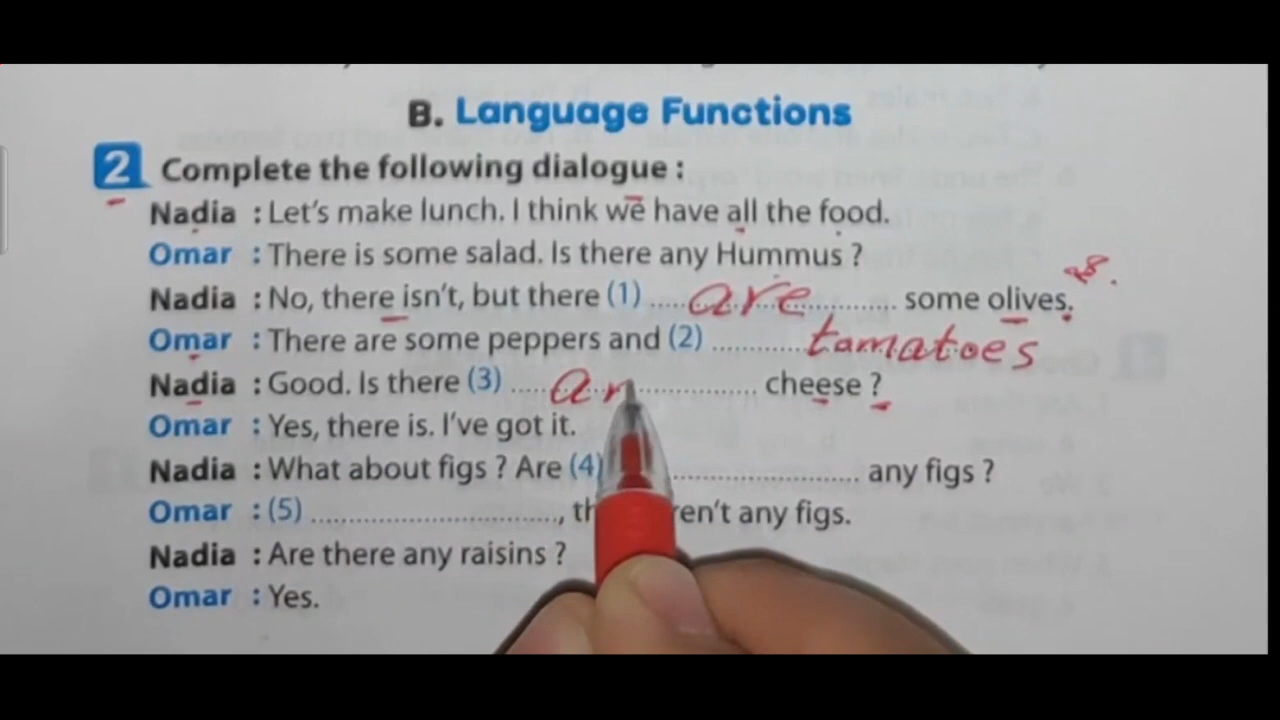 B. Language Functions
2 Complete the following dialogue :
Nadia : Let's make lunch. I think we have all the food.
Omar : There is some salad. Is there any Hummus ?
Nadia : No, there isn't, but there (1) are some olives.
Omar : There are some peppers and (2) tomatoes
Nadia : Good. Is there (3) an cheese ?
Omar : Yes, there is. I've got it.
Nadia : What about figs ? Are (4) any figs ?
Omar : (5) , any figs.
Nadia : Are there any raisins ?
Omar : Yes.